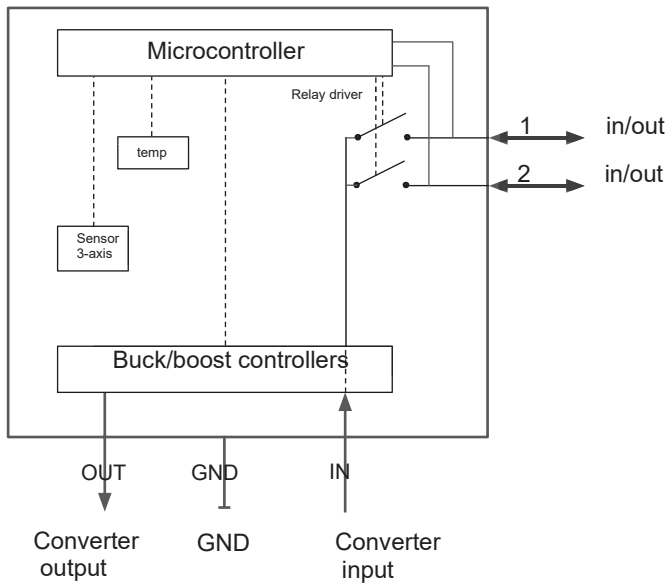 Microcontroller
Relay driver
1 in/out
temp
2 in/out
Sensor
3-axis
Buck/boost controllers
OUT GND IN
Converter GND Converter
output input